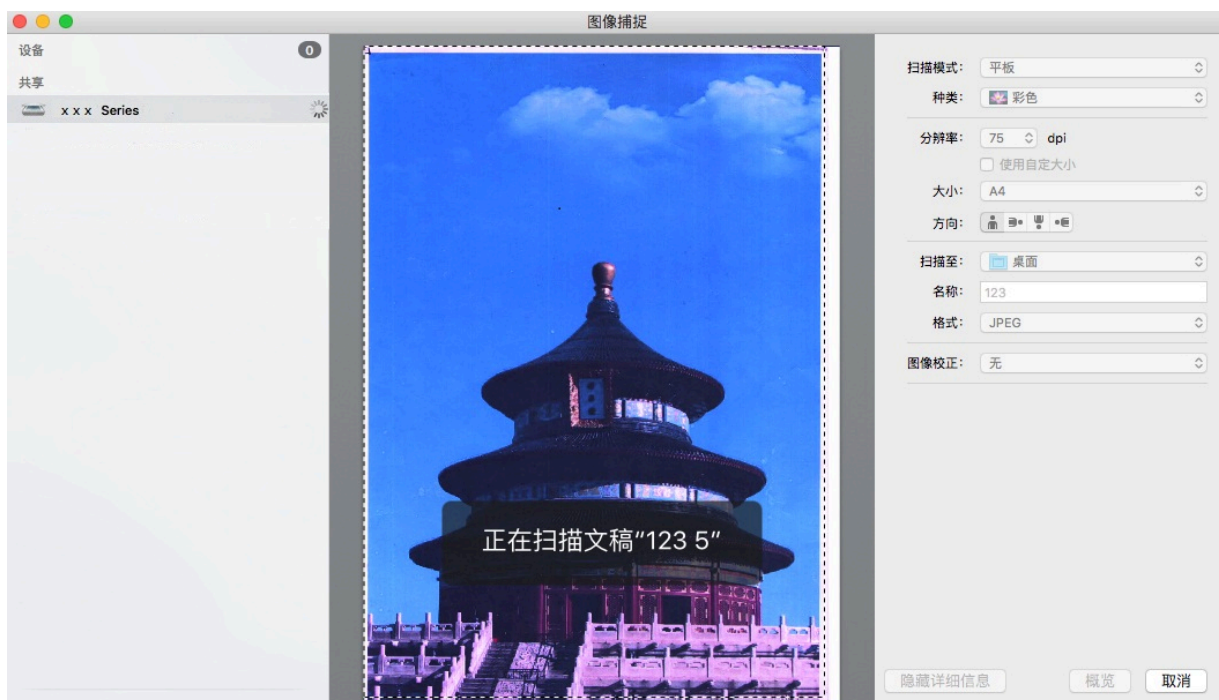 图像捕捉
设备 0
共享
x x x Series
正在扫描文稿“123 5”
扫描模式： 平板
种类： 彩色
分辨率： 75 dpi
使用自定大小
大小： A4
方向：
扫描至： 桌面
名称： 123
格式： JPEG
图像校正： 无
隐藏详细信息 概览 取消